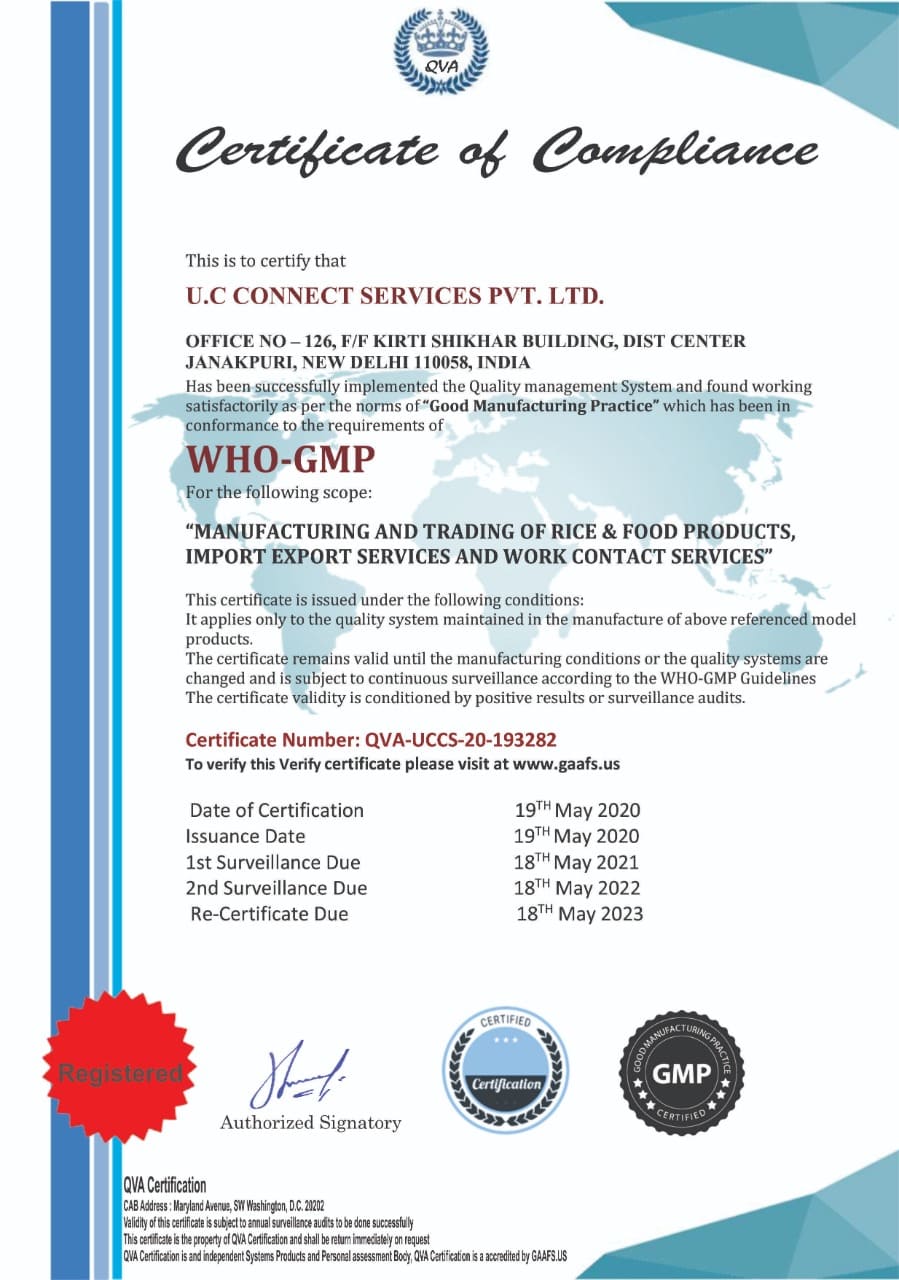 QVA
Certificate of Compliance
This is to certify that
U.C CONNECT SERVICES PVT. LTD.
OFFICE NO – 126, F/F KIRTI SHIKHAR BUILDING, DIST CENTER
JANAKPURI, NEW DELHI 110058, INDIA
Has been successfully implemented the Quality management System and found working
satisfactorily as per the norms of “Good Manufacturing Practice” which has been in
conformance to the requirements of
WHO-GMP
For the following scope:
“MANUFACTURING AND TRADING OF RICE & FOOD PRODUCTS,
IMPORT EXPORT SERVICES AND WORK CONTACT SERVICES”
This certificate is issued under the following conditions:
It applies only to the quality system maintained in the manufacture of above referenced model
products.
The certificate remains valid until the manufacturing conditions or the quality systems are
changed and is subject to continuous surveillance according to the WHO-GMP Guidelines
The certificate validity is conditioned by positive results or surveillance audits.
Certificate Number: QVA-UCCS-20-193282
To verify this Verify certificate please visit at www.gaafs.us
Date of Certification 19TH May 2020
Issuance Date 19TH May 2020
1st Surveillance Due 18TH May 2021
2nd Surveillance Due 18TH May 2022
Re-Certificate Due 18TH May 2023
Registered
Authorized Signatory
CERTIFIED
Certification
GOOD MANUFACTURING PRACTICE
GMP
CERTIFIED
QVA Certification
CAB Address : Maryland Avenue, SW Washington, D.C. 20202
Validity of this certificate is subject to annual surveillance audits to be done successfully
This certificate is the property of QVA Certification and shall be return immediately on request
QVA Certification is and independent Systems Products and Personal assessment Body, QVA Certification is a accredited by GAAFS.US